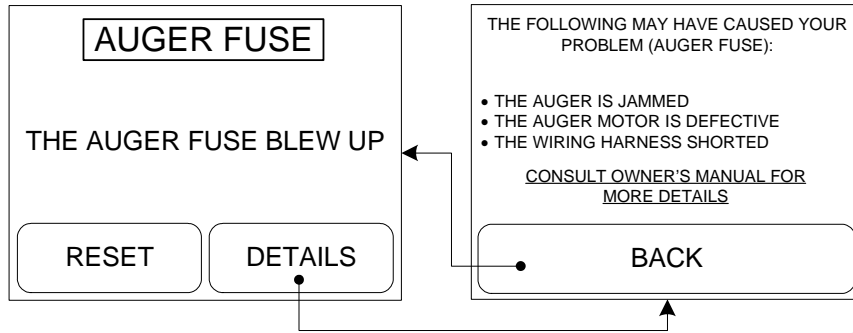 AUGER FUSE
THE AUGER FUSE BLEW UP
RESET
DETAILS
THE FOLLOWING MAY HAVE CAUSED YOUR
PROBLEM (AUGER FUSE):
• THE AUGER IS JAMMED
• THE AUGER MOTOR IS DEFECTIVE
• THE WIRING HARNESS SHORTED
CONSULT OWNER'S MANUAL FOR
MORE DETAILS
BACK